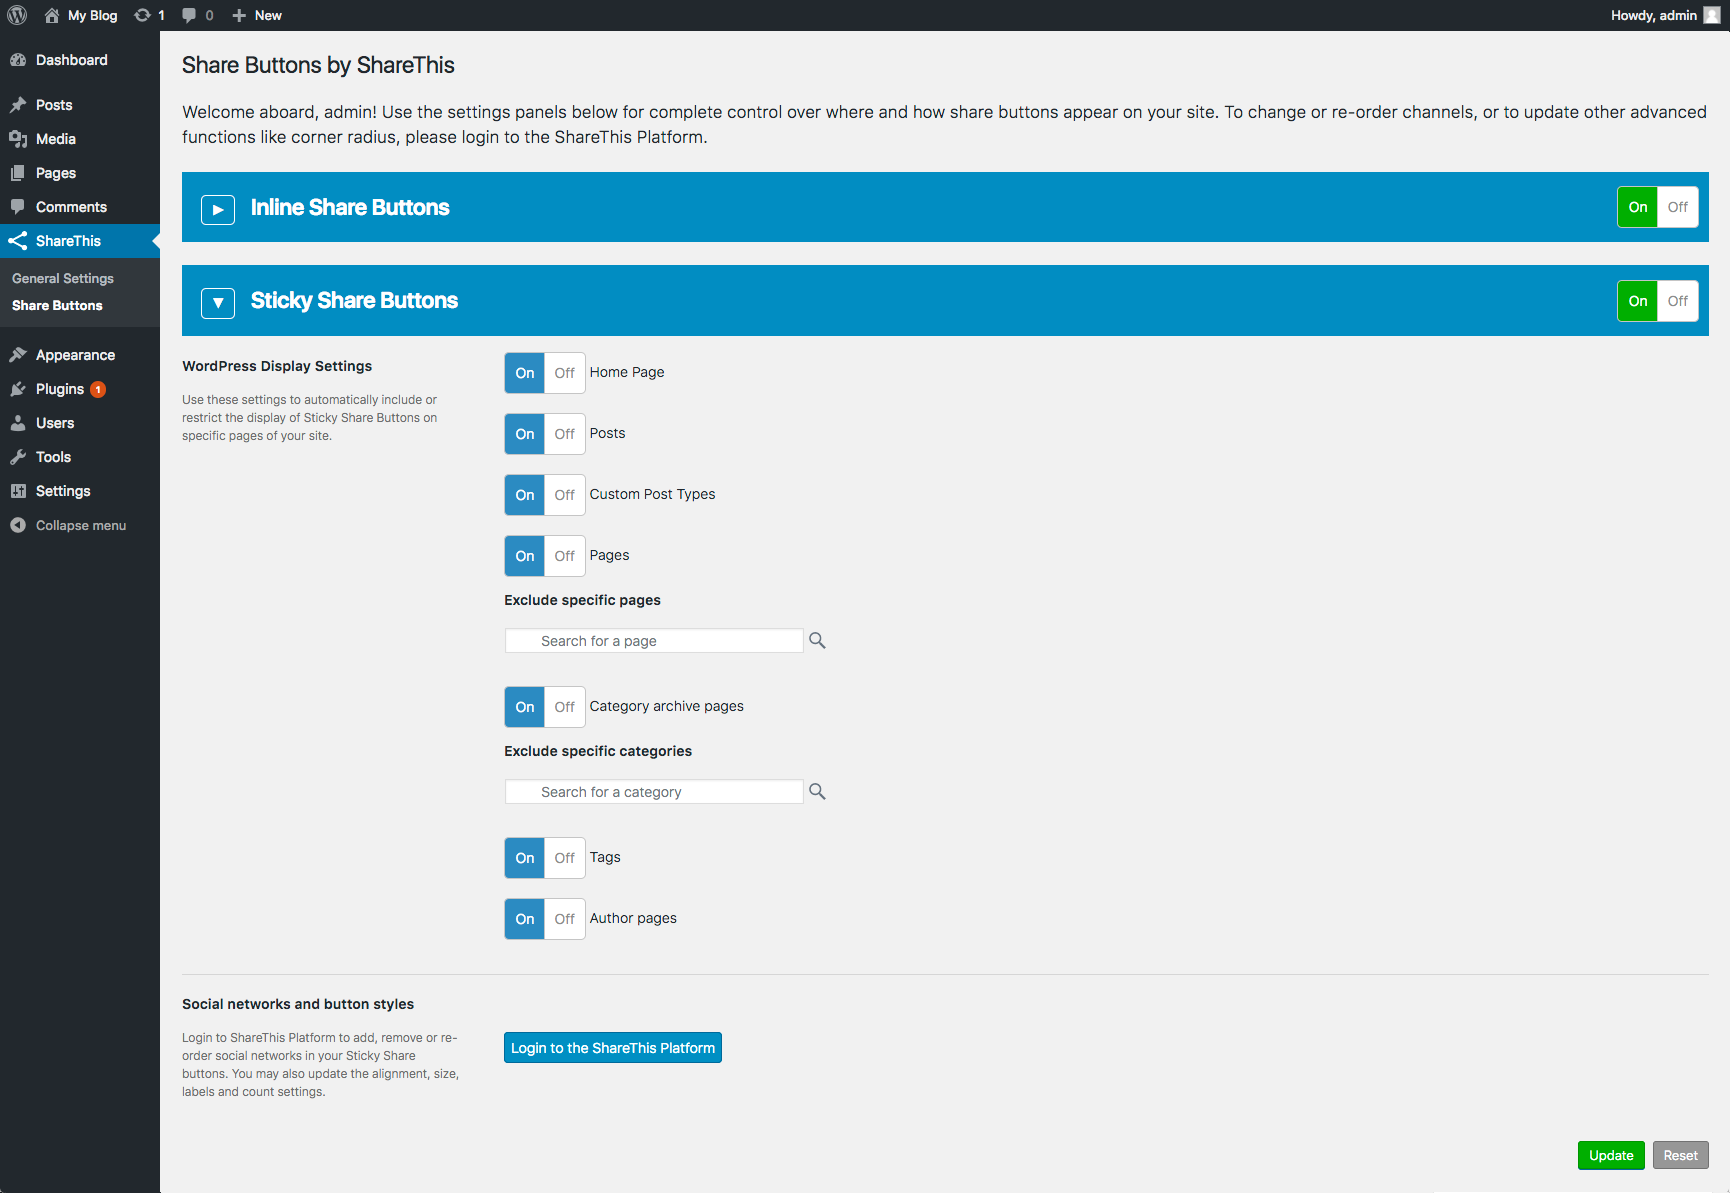 My Blog 1 0 New Howdy, admin
Dashboard
Posts
Media
Pages
Comments
ShareThis
General Settings
Share Buttons
Appearance
Plugins 1
Users
Tools
Settings
Collapse menu
Share Buttons by ShareThis
Welcome aboard, admin! Use the settings panels below for complete control over where and how share buttons appear on your site. To change or re-order channels, or to update other advanced
functions like corner radius, please login to the ShareThis Platform.
Inline Share Buttons On Off
Sticky Share Buttons On Off
WordPress Display Settings
Use these settings to automatically include or
restrict the display of Sticky Share Buttons on
specific pages of your site.
On Off Home Page
On Off Posts
On Off Custom Post Types
On Off Pages
Exclude specific pages
Search for a page
On Off Category archive pages
Exclude specific categories
Search for a category
On Off Tags
On Off Author pages
Social networks and button styles
Login to ShareThis Platform to add, remove or re-
order social networks in your Sticky Share
buttons. You may also update the alignment, size,
labels and count settings.
Login to the ShareThis Platform
Update Reset